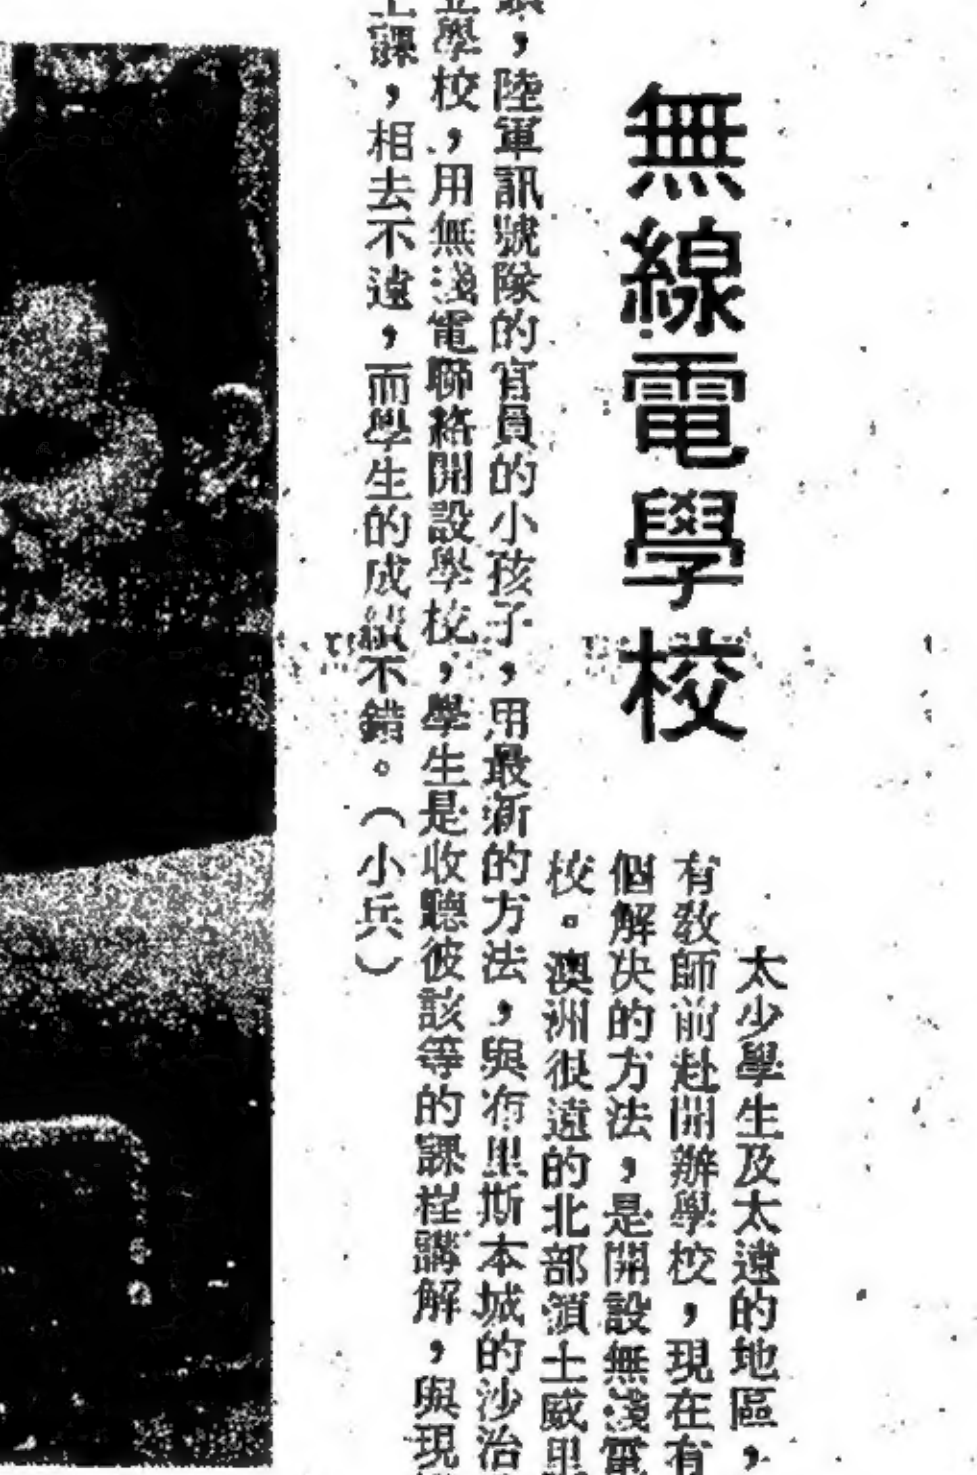 無線電學校
太少學生及太遠的地區，
有教師前赴開辦學校，現在有
個解决的方法，是開設無綫電
校。澳洲很遠的北部領土威里
，陸軍訊號隊的官員的小孩子，用最新的方法，與布里斯本城的沙治
立學校，用無綫電聯絡開設學校，學生是收聽彼該等的課程講解，與現
上課，相去不遠，而學生的成績不錯。（小兵）